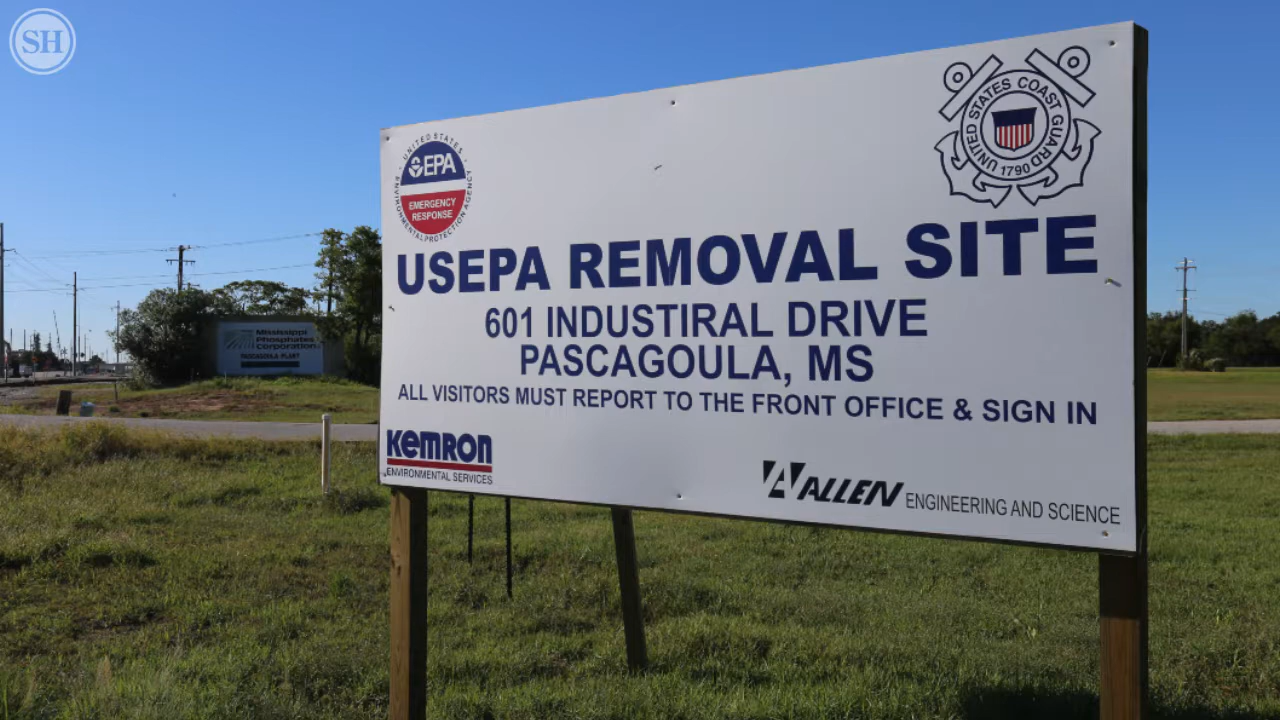 SH
UNITED STATES
EPA
EMERGENCY
RESPONSE
ENVIRONMENTAL PROTECTION AGENCY
UNITED STATES COAST GUARD
1790
USEPA REMOVAL SITE
601 INDUSTIRAL DRIVE
PASCAGOULA, MS
ALL VISITORS MUST REPORT TO THE FRONT OFFICE & SIGN IN
KEMRON
ENVIRONMENTAL SERVICES
ALLEN ENGINEERING AND SCIENCE
Mississippi
Phosphates
Corporation
PASCAGOULA PLANT